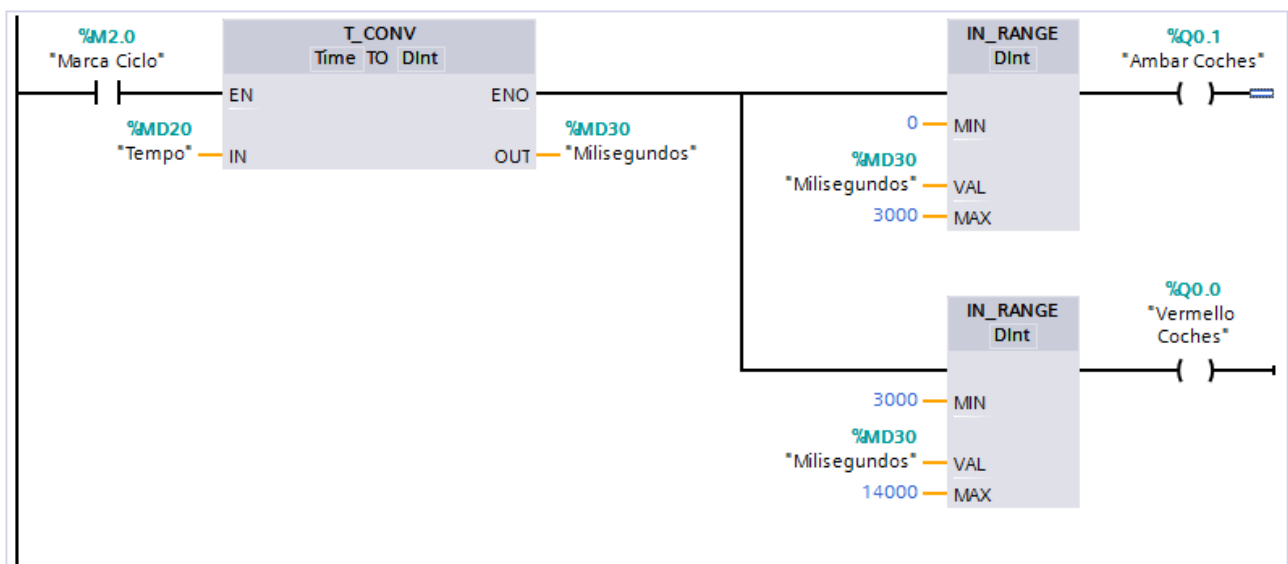 %M2.0
"Marca Ciclo"
T_CONV
Time TO DInt
EN
ENO
%MD20
"Tempo"
IN
OUT
%MD30
"Milisegundos"
IN_RANGE
DInt
%Q0.1
"Ambar Coches"
0
MIN
%MD30
"Milisegundos"
VAL
3000
MAX
IN_RANGE
DInt
%Q0.0
"Vermello
Coches"
3000
MIN
%MD30
"Milisegundos"
VAL
14000
MAX